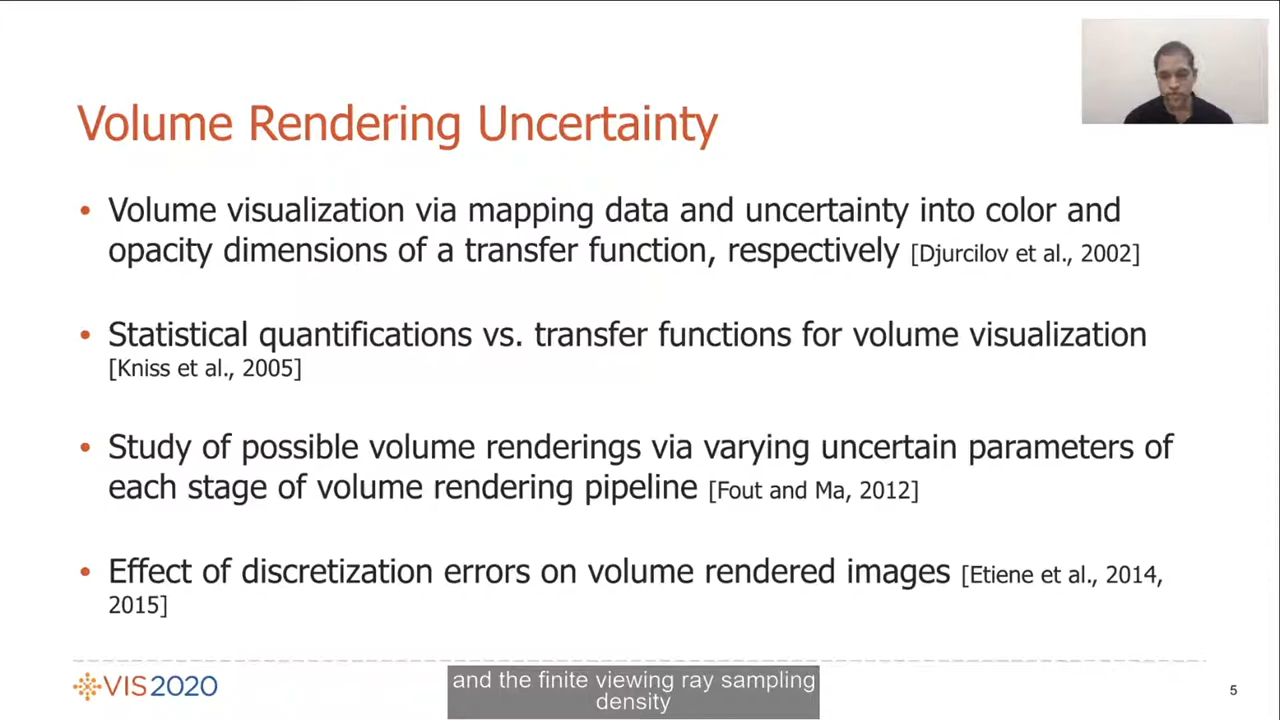 Volume Rendering Uncertainty
• Volume visualization via mapping data and uncertainty into color and
opacity dimensions of a transfer function, respectively [Djurcilov et al., 2002]
• Statistical quantifications vs. transfer functions for volume visualization
[Kniss et al., 2005]
• Study of possible volume renderings via varying uncertain parameters of
each stage of volume rendering pipeline [Fout and Ma, 2012]
• Effect of discretization errors on volume rendered images [Etiene et al., 2014,
2015]
VIS2020
and the finite viewing ray sampling
density
5